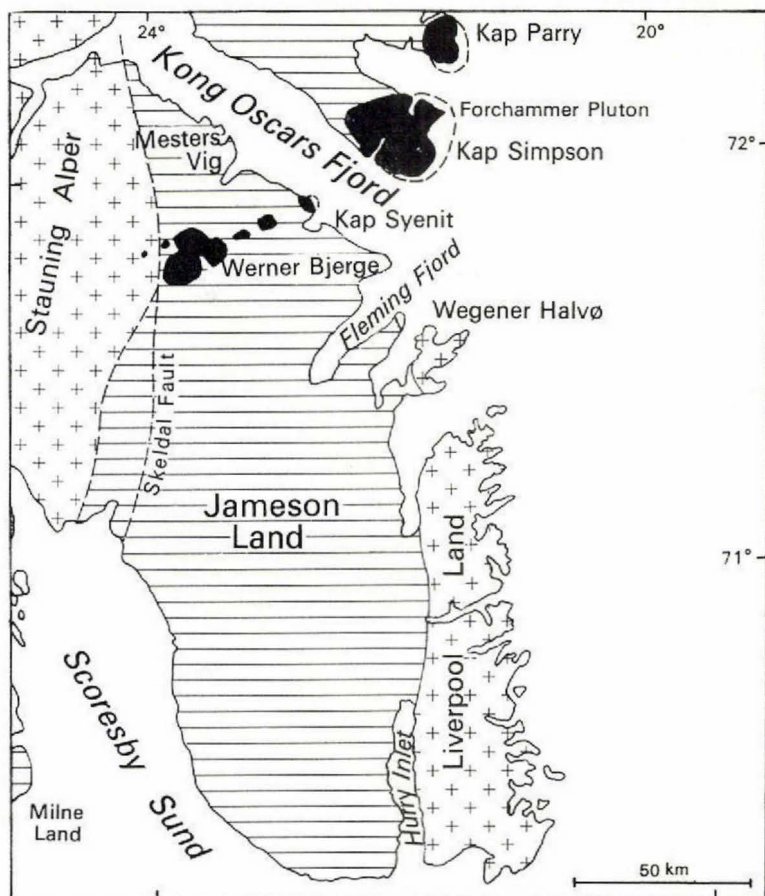 24°
20°
Kap Parry
Kong Oscars Fjord
Forchammer Pluton
72°
Mesters
Vig
Kap Simpson
Stauning Alper
Kap Syenit
Werner Bjerge
Fleming Fjord
Wegener Halvø
Skeldal Fault
Jameson
Land
71°
Liverpool Land
Scoresby Sund
Hurry Inlet
Milne
Land
50 km